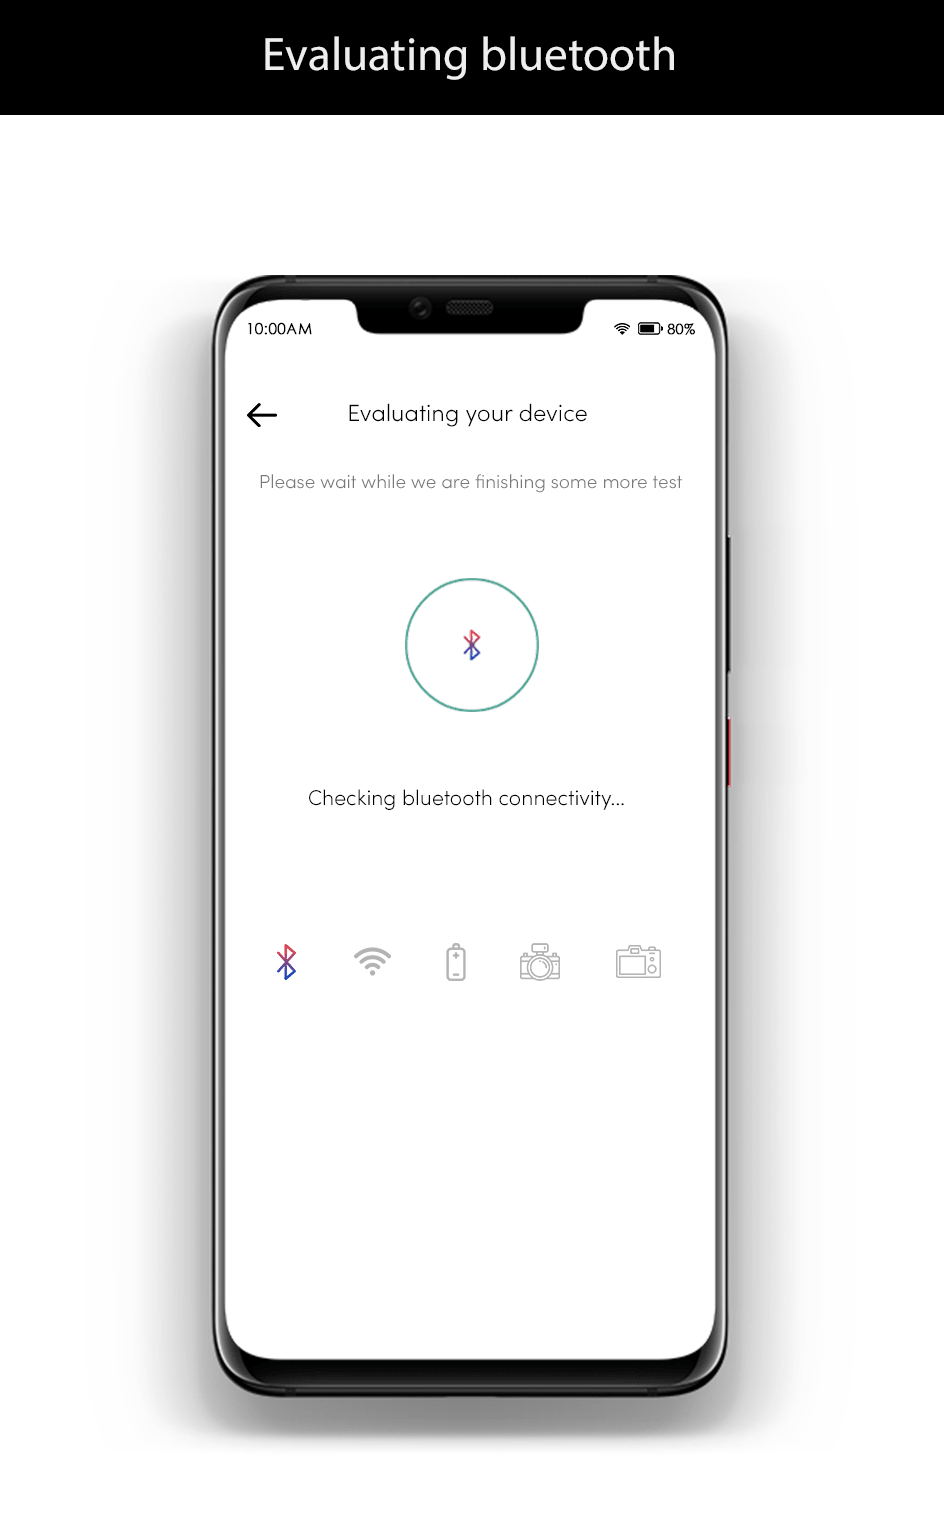 Evaluating bluetooth
10:00AM 80%
Evaluating your device
Please wait while we are finishing some more test
Checking bluetooth connectivity...